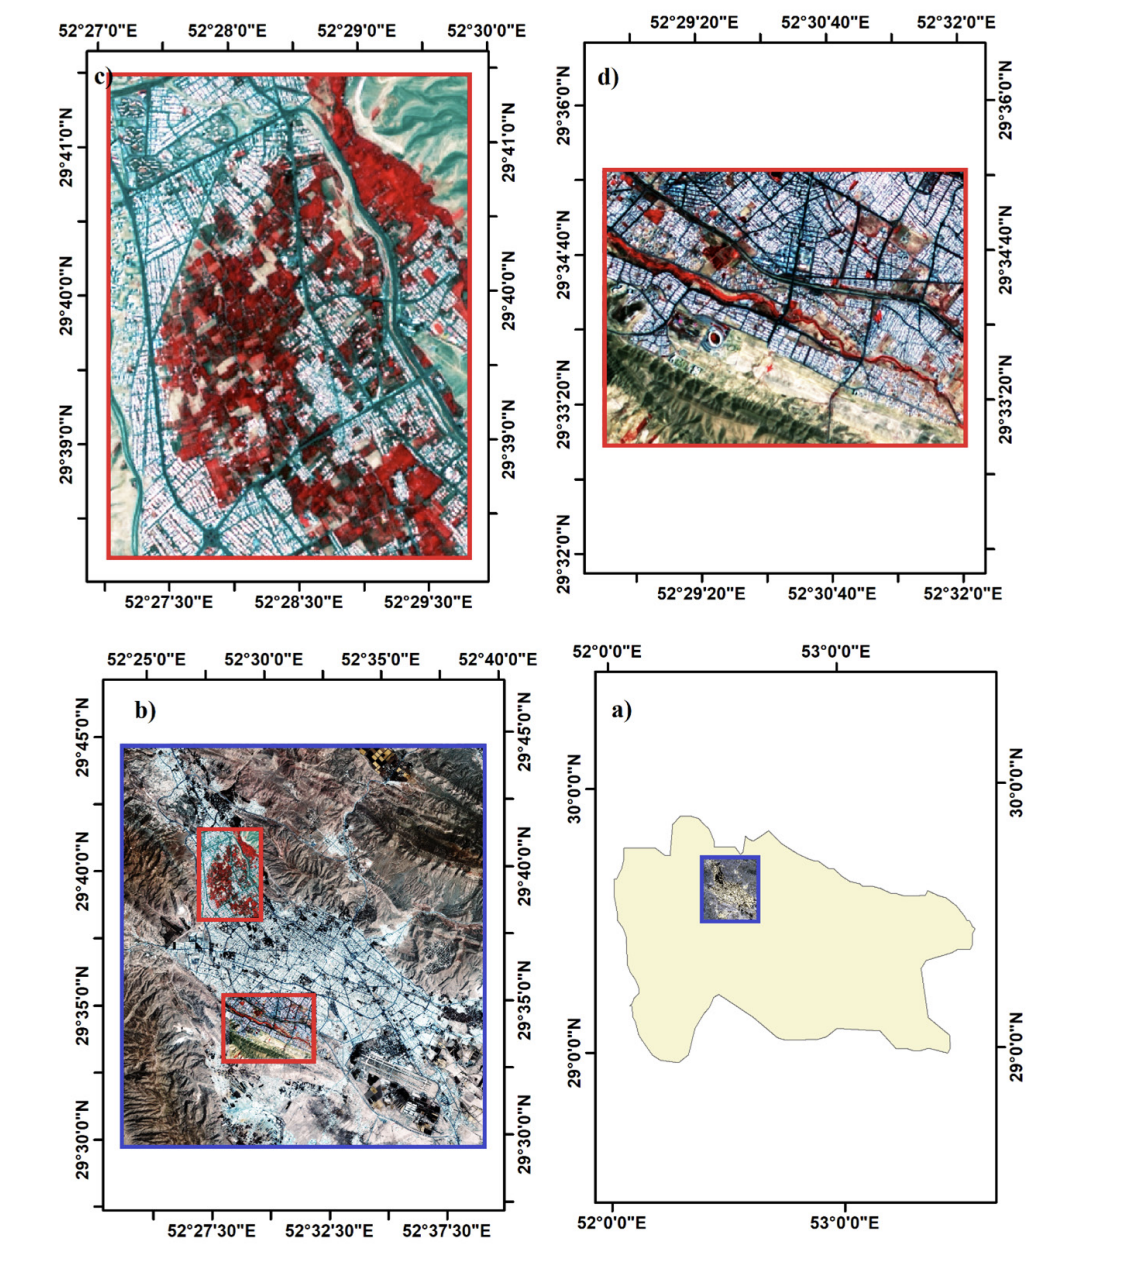 52°27'0"E 52°28'0"E 52°29'0"E 52°30'0"E
c)
29°41'0"N
29°40'0"N
29°39'0"N
29°41'0"N
29°40'0"N
29°39'0"N
52°27'30"E 52°28'30"E 52°29'30"E
52°29'20"E 52°30'40"E 52°32'0"E
d)
29°36'0"N
29°34'40"N
29°33'20"N
29°32'0"N
29°36'0"N
29°34'40"N
29°33'20"N
52°29'20"E 52°30'40"E 52°32'0"E
52°25'0"E 52°30'0"E 52°35'0"E 52°40'0"E
b)
29°45'0"N
29°40'0"N
29°35'0"N
29°30'0"N
29°45'0"N
29°40'0"N
29°35'0"N
29°30'0"N
52°27'30"E 52°32'30"E 52°37'30"E
52°0'0"E 53°0'0"E
a)
30°0'0"N
29°0'0"N
30°0'0"N
29°0'0"N
52°0'0"E 53°0'0"E